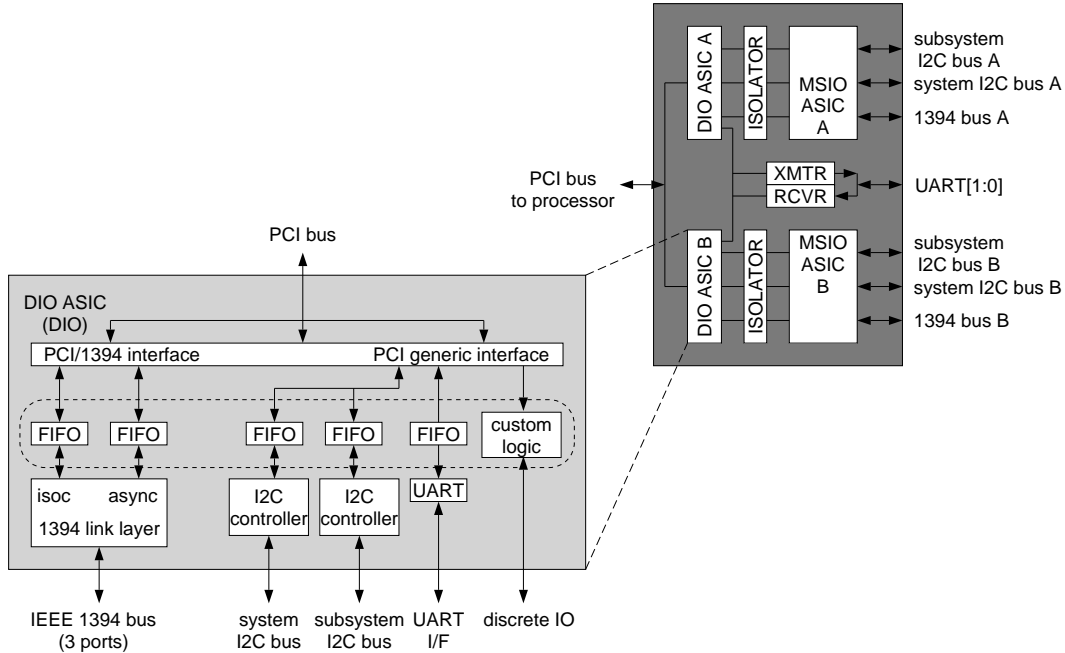 subsystem
I2C bus A
system I2C bus A
1394 bus A
DIO ASIC A
ISOLATOR
MSIO
ASIC
A
PCI bus
to processor
XMTR
RCVR
UART[1:0]
DIO ASIC B
ISOLATOR
MSIO
ASIC
B
subsystem
I2C bus B
system I2C bus B
1394 bus B
PCI bus
DIO ASIC
(DIO)
PCI/1394 interface
PCI generic interface
FIFO
FIFO
FIFO
FIFO
FIFO
custom
logic
isoc
async
1394 link layer
I2C
controller
I2C
controller
UART
IEEE 1394 bus
(3 ports)
system
I2C bus
subsystem
I2C bus
UART
I/F
discrete IO